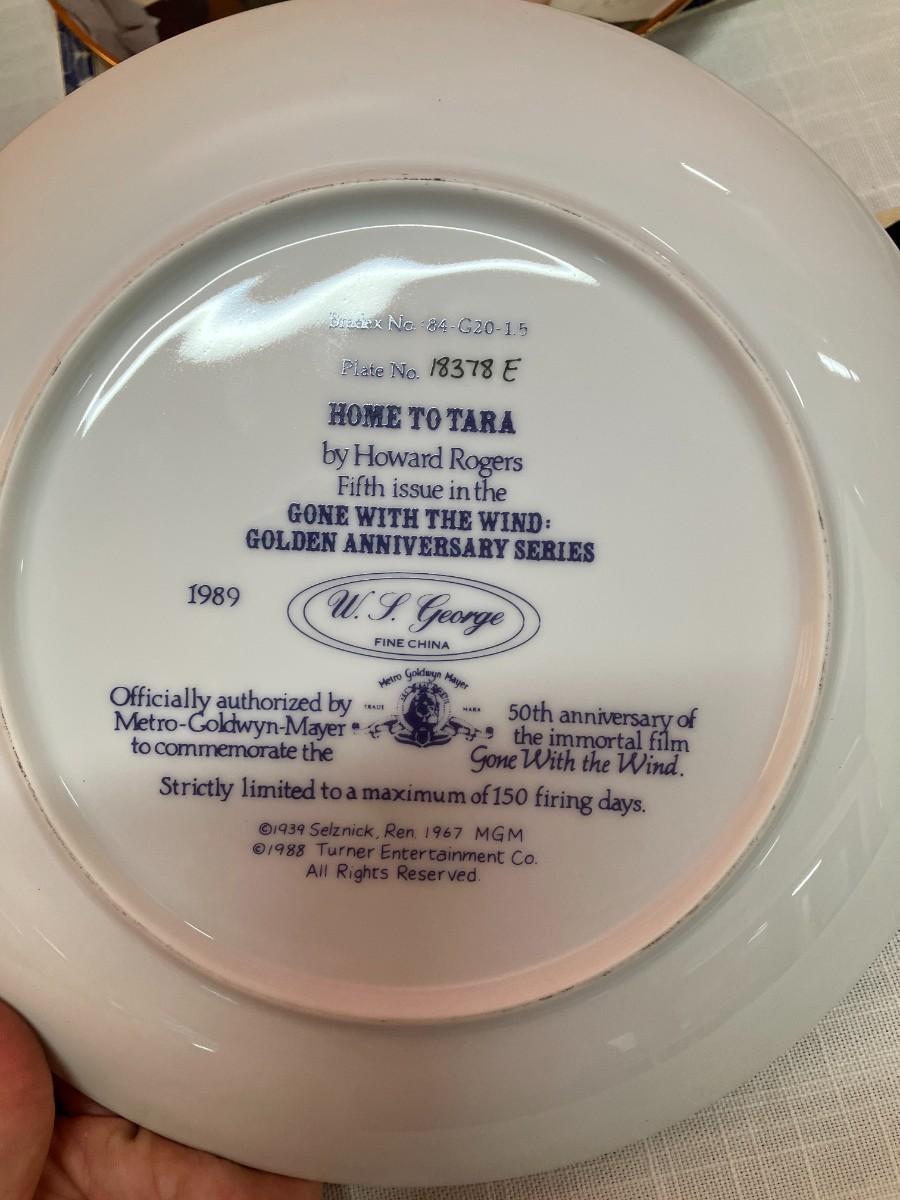 Bradex No. 84-G20-1.5
Plate No. 18378 E
HOME TO TARA
by Howard Rogers
Fifth issue in the
GONE WITH THE WIND:
GOLDEN ANNIVERSARY SERIES
1989
W. S. George
FINE CHINA
Metro Goldwyn Mayer
TRADE MARK
Officially authorized by
Metro-Goldwyn-Mayer
to commemorate the
50th anniversary of
the immortal film
Gone With the Wind.
Strictly limited to a maximum of 150 firing days.
©1939 Selznick, Ren. 1967 MGM
©1988 Turner Entertainment Co.
All Rights Reserved.